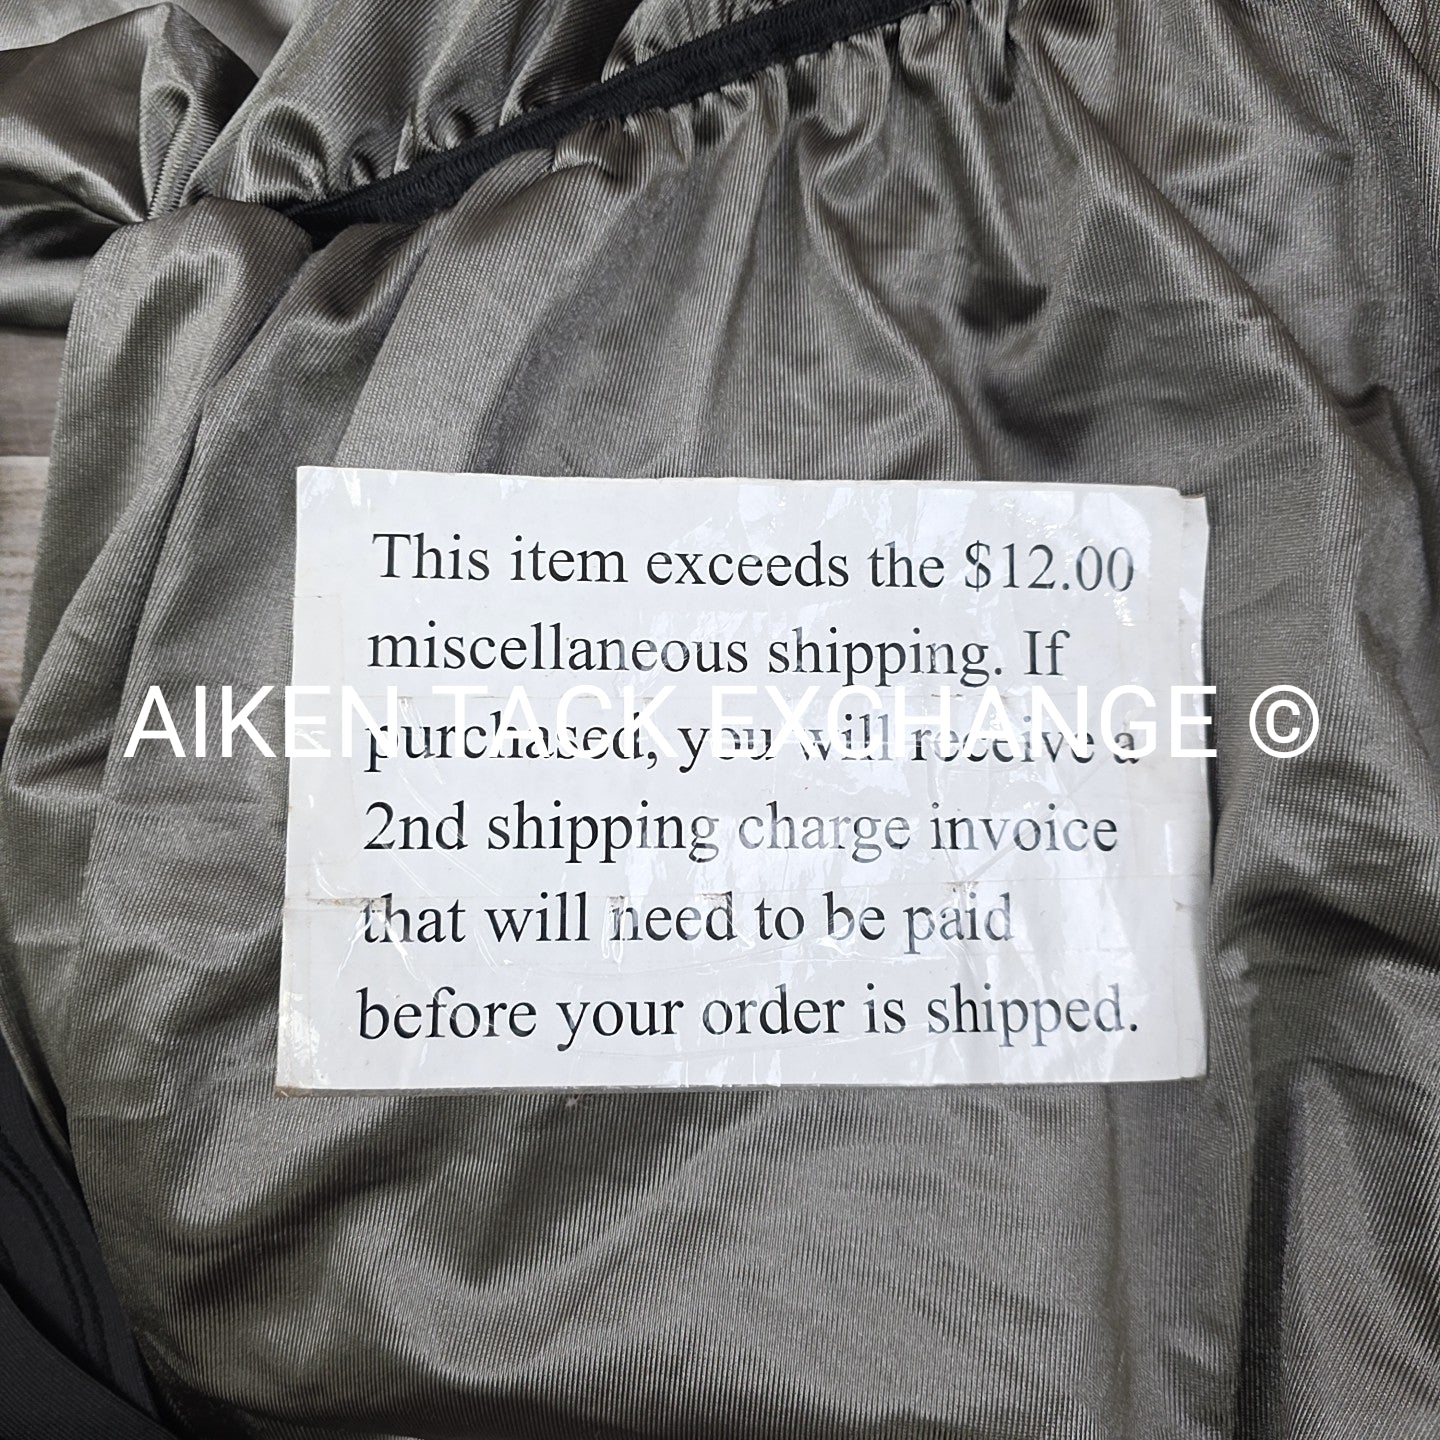 This item exceeds the $12.00
miscellaneous shipping. If
AIKEN TACK EXCHANGE ©
purchased, you will receive a
2nd shipping charge invoice
that will need to be paid
before your order is shipped.